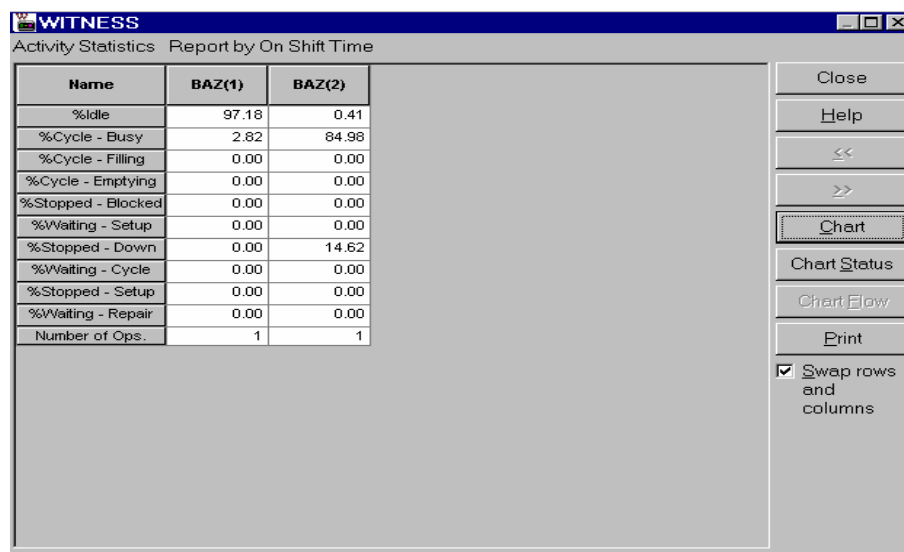 WITNESS
Activity Statistics Report by On Shift Time
Name BAZ(1) BAZ(2)
%Idle 97.18 0.41
%Cycle - Busy 2.82 84.98
%Cycle - Filling 0.00 0.00
%Cycle - Emptying 0.00 0.00
%Stopped - Blocked 0.00 0.00
%Waiting - Setup 0.00 0.00
%Stopped - Down 0.00 14.62
%Waiting - Cycle 0.00 0.00
%Stopped - Setup 0.00 0.00
%Waiting - Repair 0.00 0.00
Number of Ops. 1 1
Close
Help
<<
>>
Chart
Chart Status
Chart Flow
Print
Swap rows
and
columns